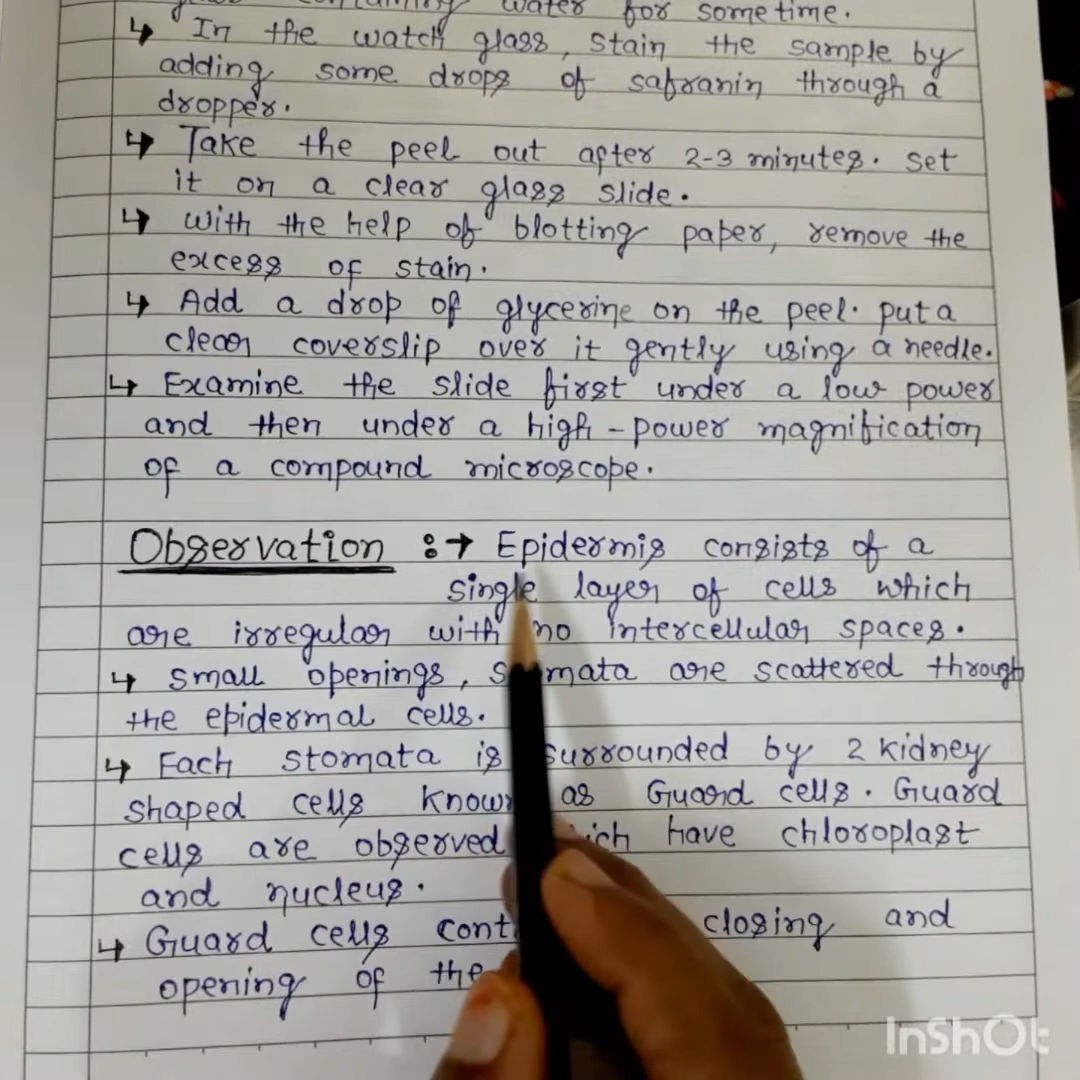 water for some time.
↳ In the watch glass, stain the sample by
adding some drops of safranin through a
dropper.
↳ Take the peel out after 2-3 minutes. set
it on a clear glass slide.
↳ with the help of blotting paper, remove the
excess of stain.
↳ Add a drop of glycerine on the peel. put a
clear coverslip over it gently using a needle.
↳ Examine the slide first under a low power
and then under a high - power magnification
of a compound microscope.
Observation :→ Epidermis consists of a
single layer of cells which
are irregular with no intercellular spaces.
↳ small openings, stomata are scattered through
the epidermal cells.
↳ Each stomata is surrounded by 2 kidney
shaped cells known as Guard cells. Guard
cells are observed which have chloroplast
and nucleus.
↳ Guard cells closing and
opening of the
InShOt